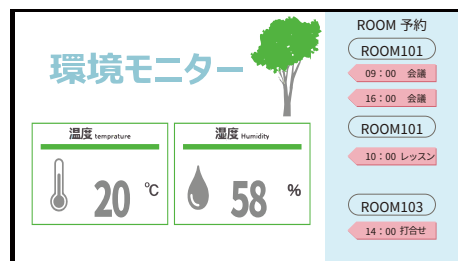 環境モニター
温度 temprature
20 ℃
湿度 Humidity
58 %
ROOM 予約
ROOM101
09：00 会議
16：00 会議
ROOM101
10：00 レッスン
ROOM103
14：00 打合せ